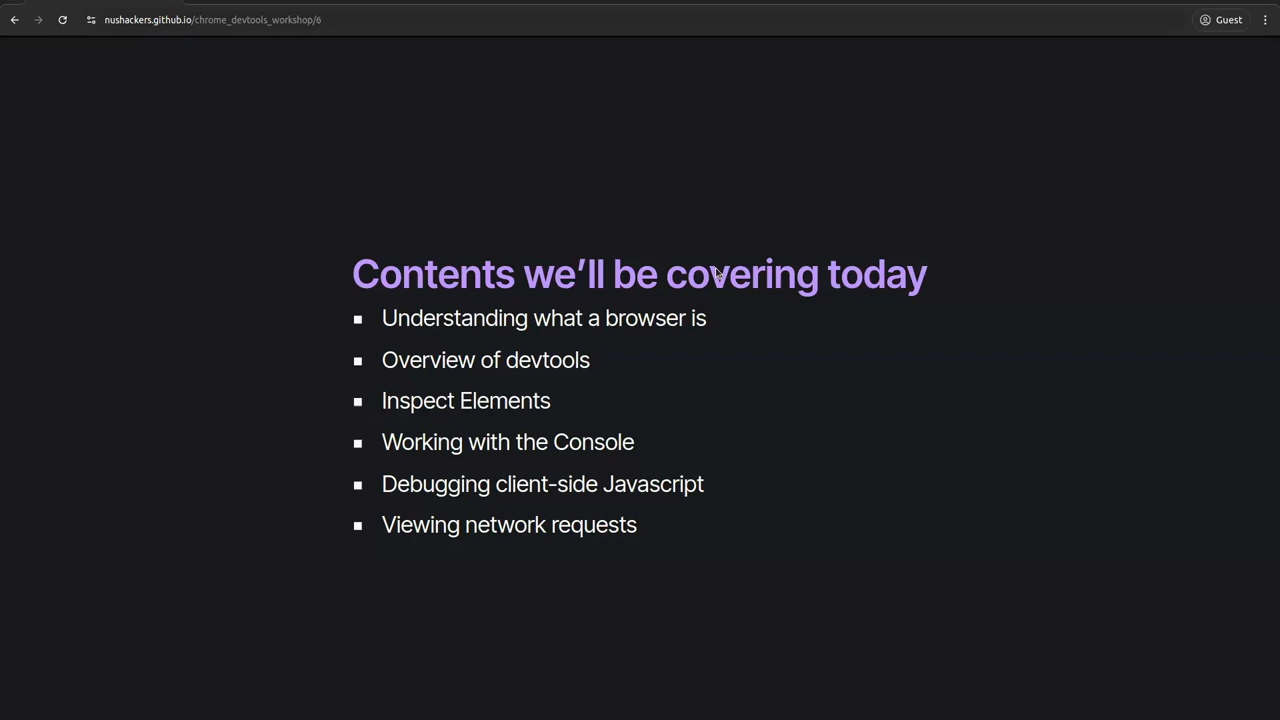 nushackers.github.io/chrome_devtools_workshop/6
Guest
Contents we’ll be covering today
Understanding what a browser is
Overview of devtools
Inspect Elements
Working with the Console
Debugging client-side Javascript
Viewing network requests